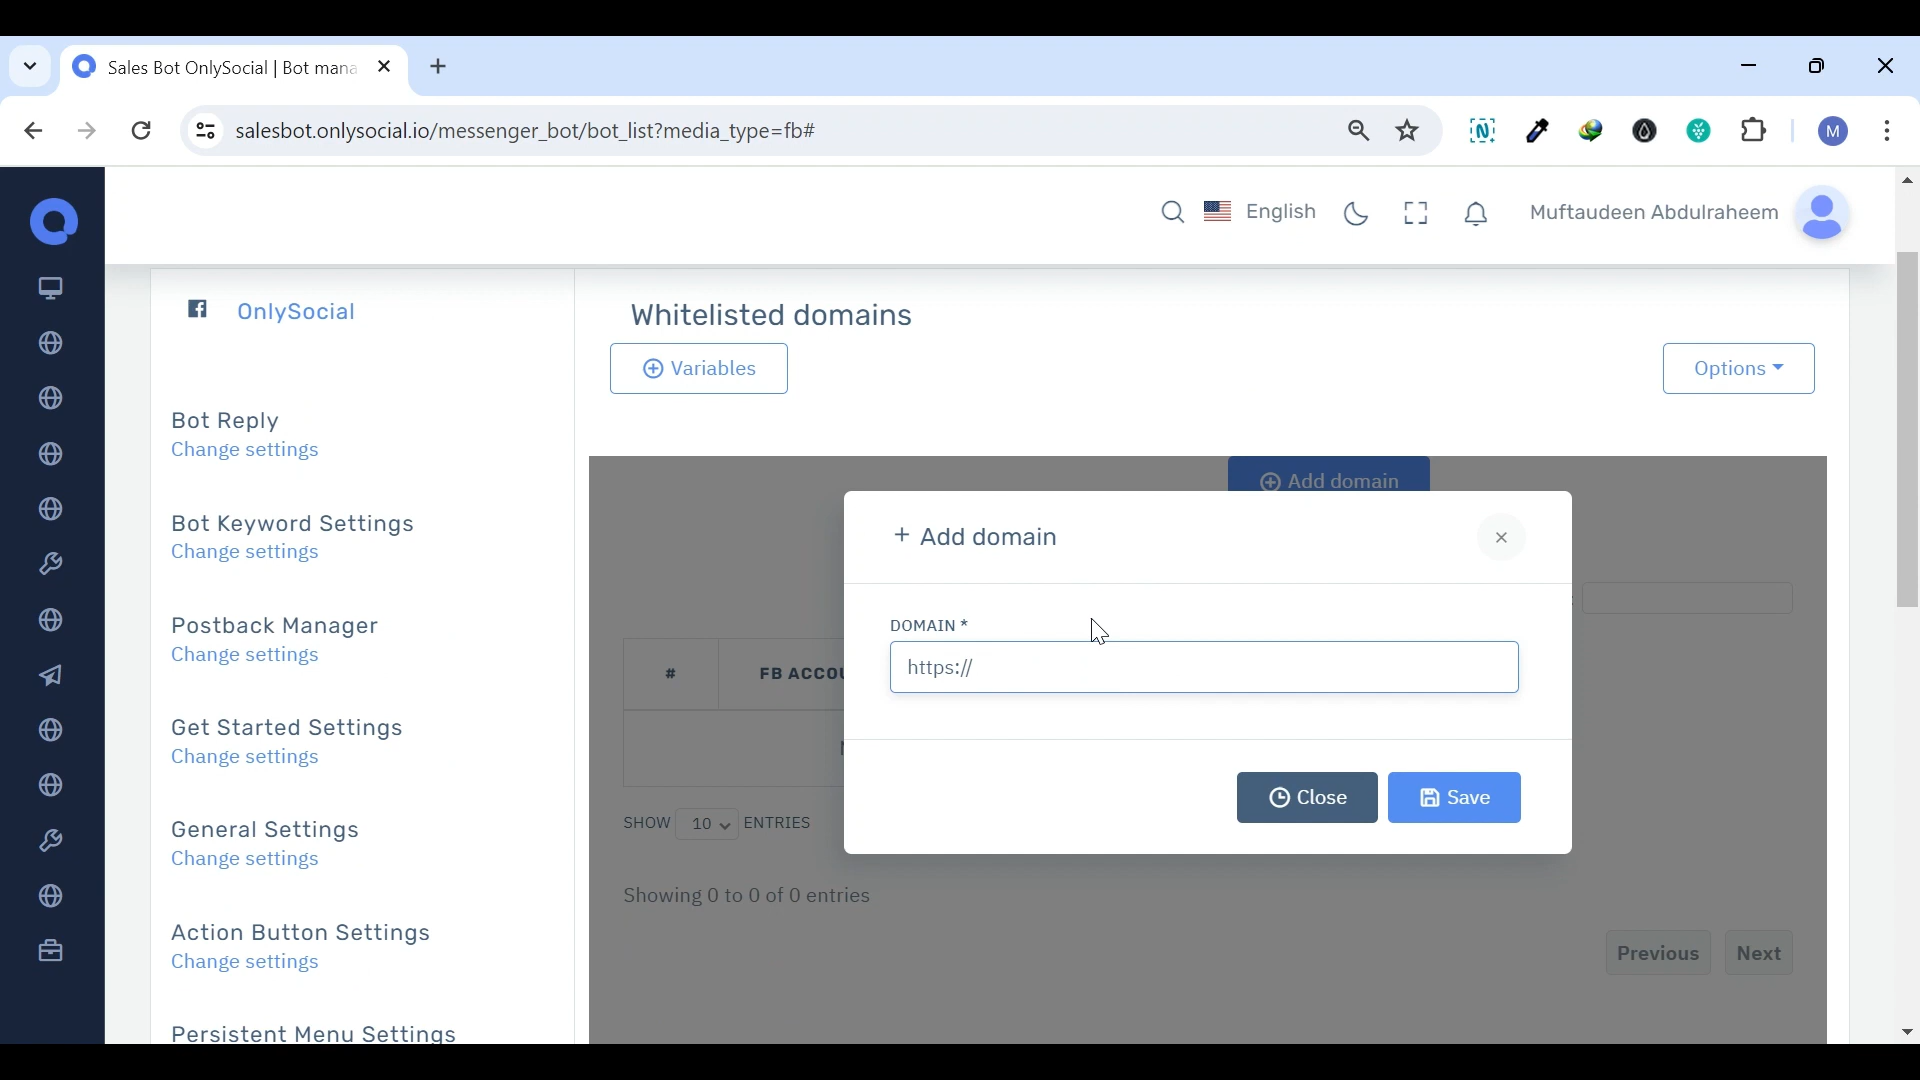 Sales Bot OnlySocial | Bot mana
salesbot.onlysocial.io/messenger_bot/bot_list?media_type=fb#
M
English
Muftaudeen Abdulraheem
OnlySocial
Bot Reply
Change settings
Bot Keyword Settings
Change settings
Postback Manager
Change settings
Get Started Settings
Change settings
General Settings
Change settings
Action Button Settings
Change settings
Persistent Menu Settings
Whitelisted domains
Variables
Options
Add domain
+ Add domain
×
DOMAIN *
https://
Close
Save
# FB ACCOU
SHOW 10 ENTRIES
Showing 0 to 0 of 0 entries
Previous
Next